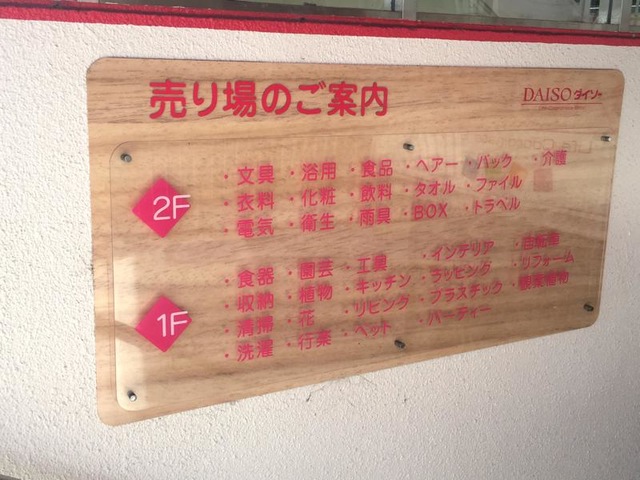 売り場のご案内
DAISO ダイソー
2F
・文具 ・浴用 ・食品 ・ヘアー ・パック ・介護
・衣料 ・化粧 ・飲料 ・タオル ・ファイル
・電気 ・衛生 ・雨具 ・BOX ・トラベル
1F
・食器 ・園芸 ・工具 ・インテリア ・自転車
・収納 ・植物 ・キッチン ・ラッピング ・リフォーム
・清掃 ・花 ・リビング ・プラスチック ・観葉植物
・洗濯 ・行楽 ・ペット ・パーティー